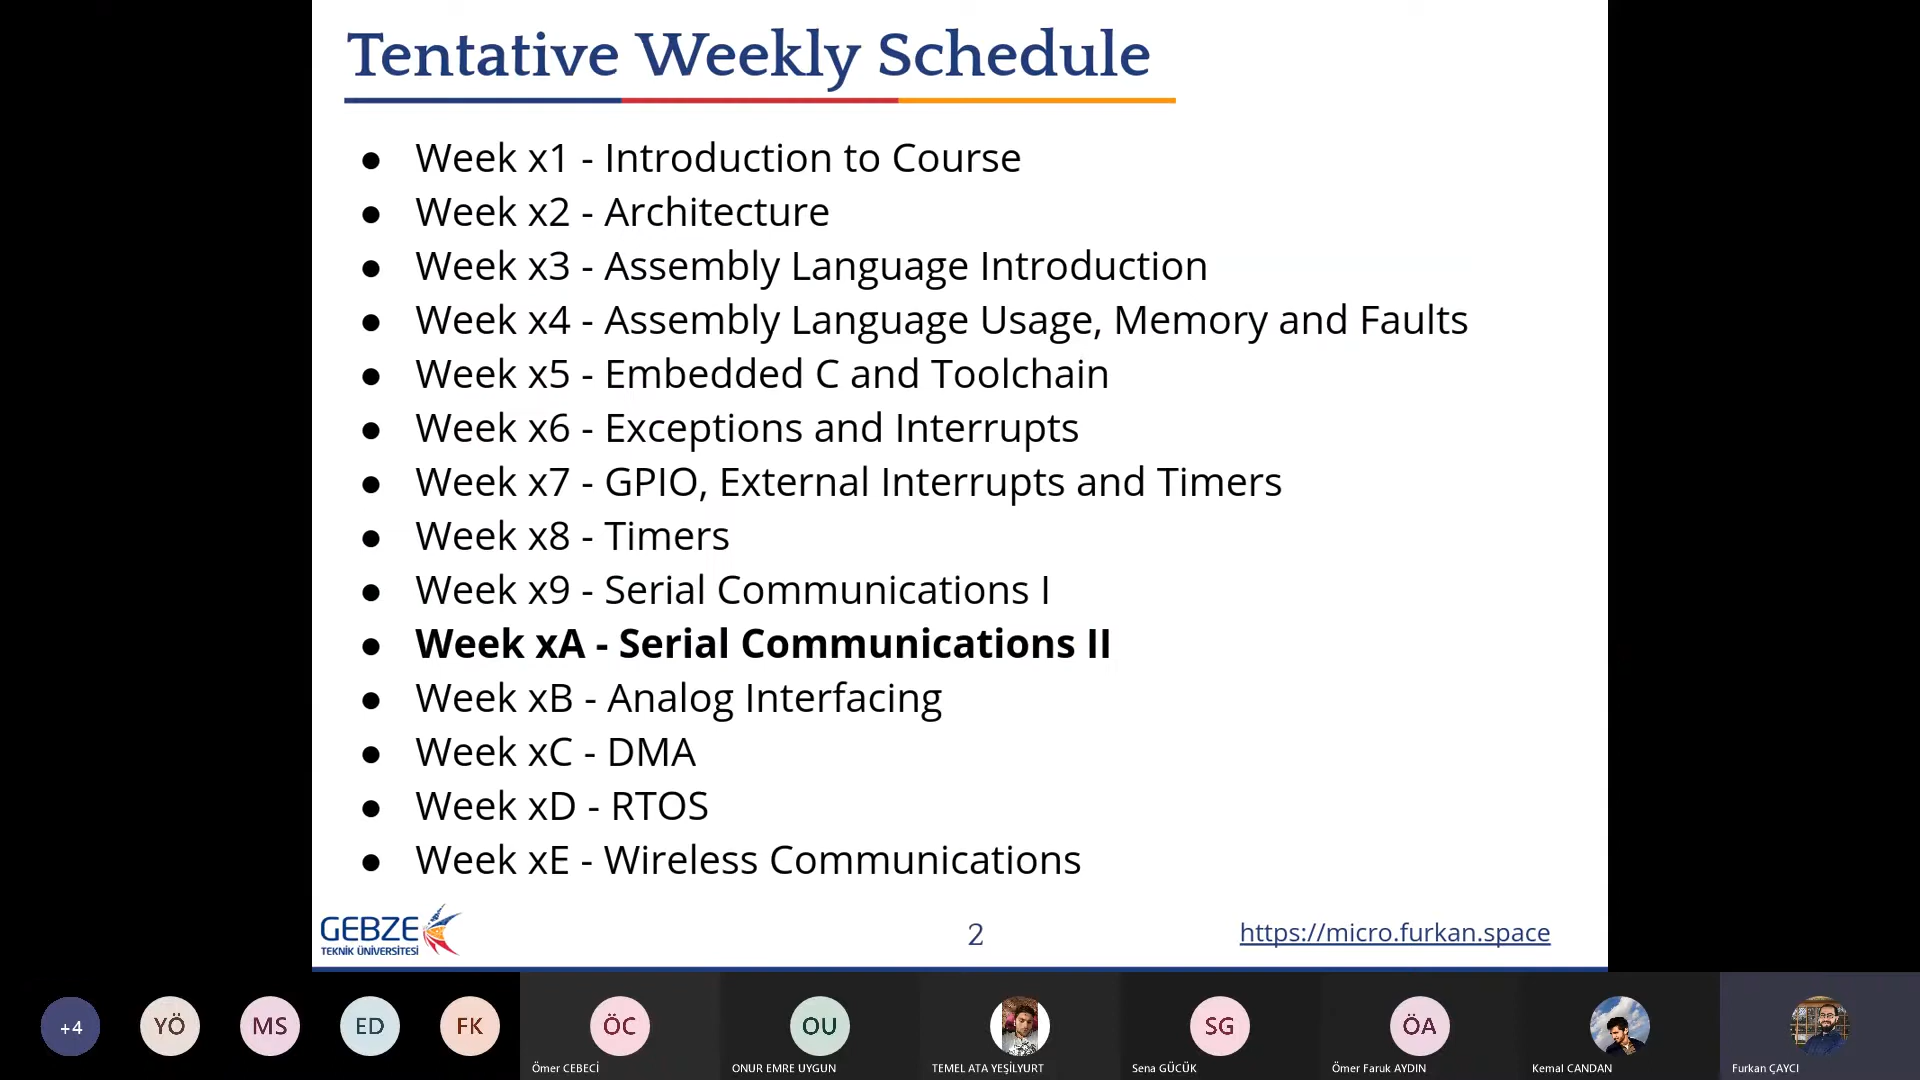 Tentative Weekly Schedule
● Week x1 - Introduction to Course
● Week x2 - Architecture
● Week x3 - Assembly Language Introduction
● Week x4 - Assembly Language Usage, Memory and Faults
● Week x5 - Embedded C and Toolchain
● Week x6 - Exceptions and Interrupts
● Week x7 - GPIO, External Interrupts and Timers
● Week x8 - Timers
● Week x9 - Serial Communications I
● Week xA - Serial Communications II
● Week xB - Analog Interfacing
● Week xC - DMA
● Week xD - RTOS
● Week xE - Wireless Communications
GEBZE
TEKNİK ÜNİVERSİTESİ
2
https://micro.furkan.space
+4 YÖ MS ED FK ÖC OU SG ÖA
Ömer CEBECİ ONUR EMRE UYGUN TEMEL ATA YEŞİLYURT Sena GÜCÜK Ömer Faruk AYDIN Kemal CANDAN Furkan ÇAYCI